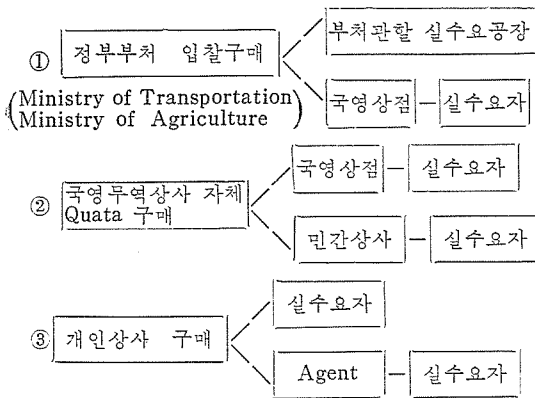 부처관할 실수요공장
① 정부부처 입찰구매
(Ministry of Transportation
Ministry of Agriculture)
국영상점 — 실수요자
국영상점 — 실수요자
② 국영무역상사 자체
Quata 구매
민간상사 — 실수요자
실수요자
③ 개인상사 구매
Agent — 실수요자